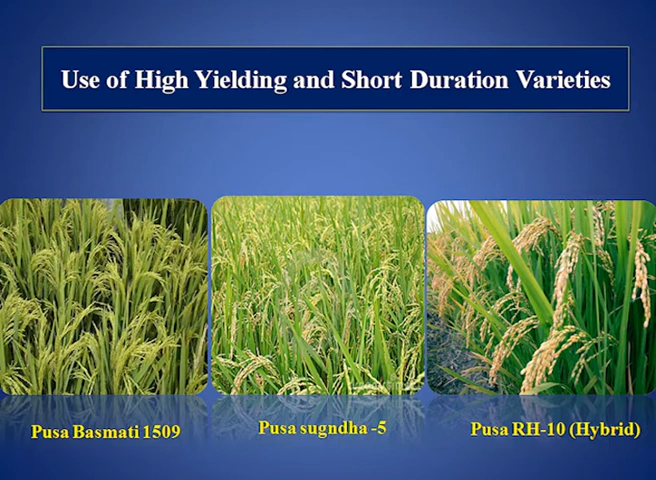 Use of High Yielding and Short Duration Varieties
Pusa Basmati 1509
Pusa sugndha -5
Pusa RH-10 (Hybrid)